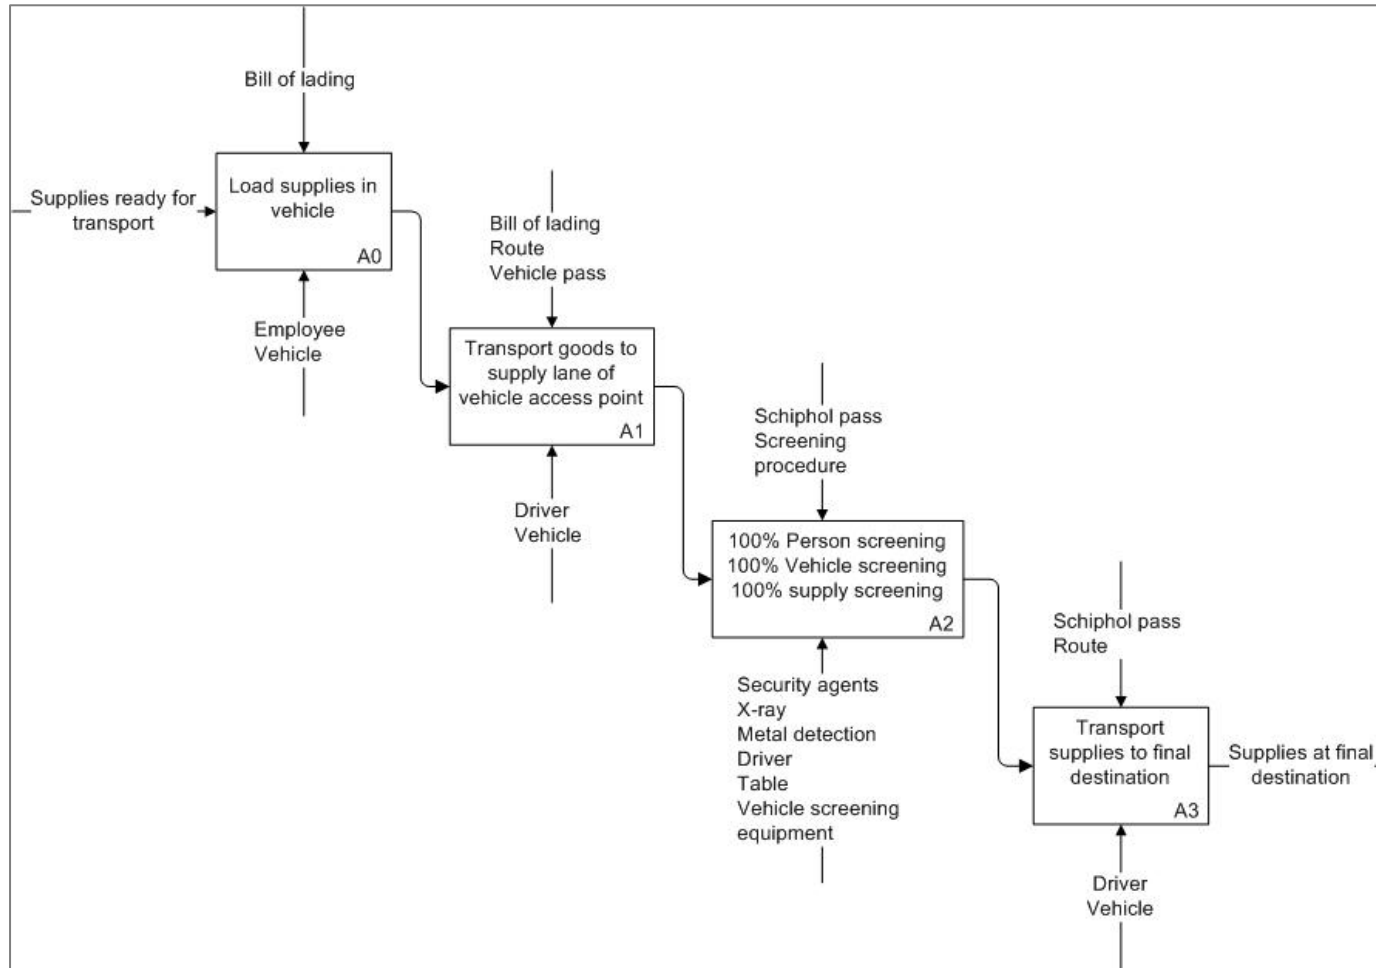 Bill of lading
Supplies ready for
transport
Load supplies in
vehicle
A0
Employee
Vehicle
Bill of lading
Route
Vehicle pass
Transport goods to
supply lane of
vehicle access point
A1
Driver
Vehicle
Schiphol pass
Screening
procedure
100% Person screening
100% Vehicle screening
100% supply screening
A2
Security agents
X-ray
Metal detection
Driver
Table
Vehicle screening
equipment
Schiphol pass
Route
Transport
supplies to final
destination
A3
Supplies at final
destination
Driver
Vehicle